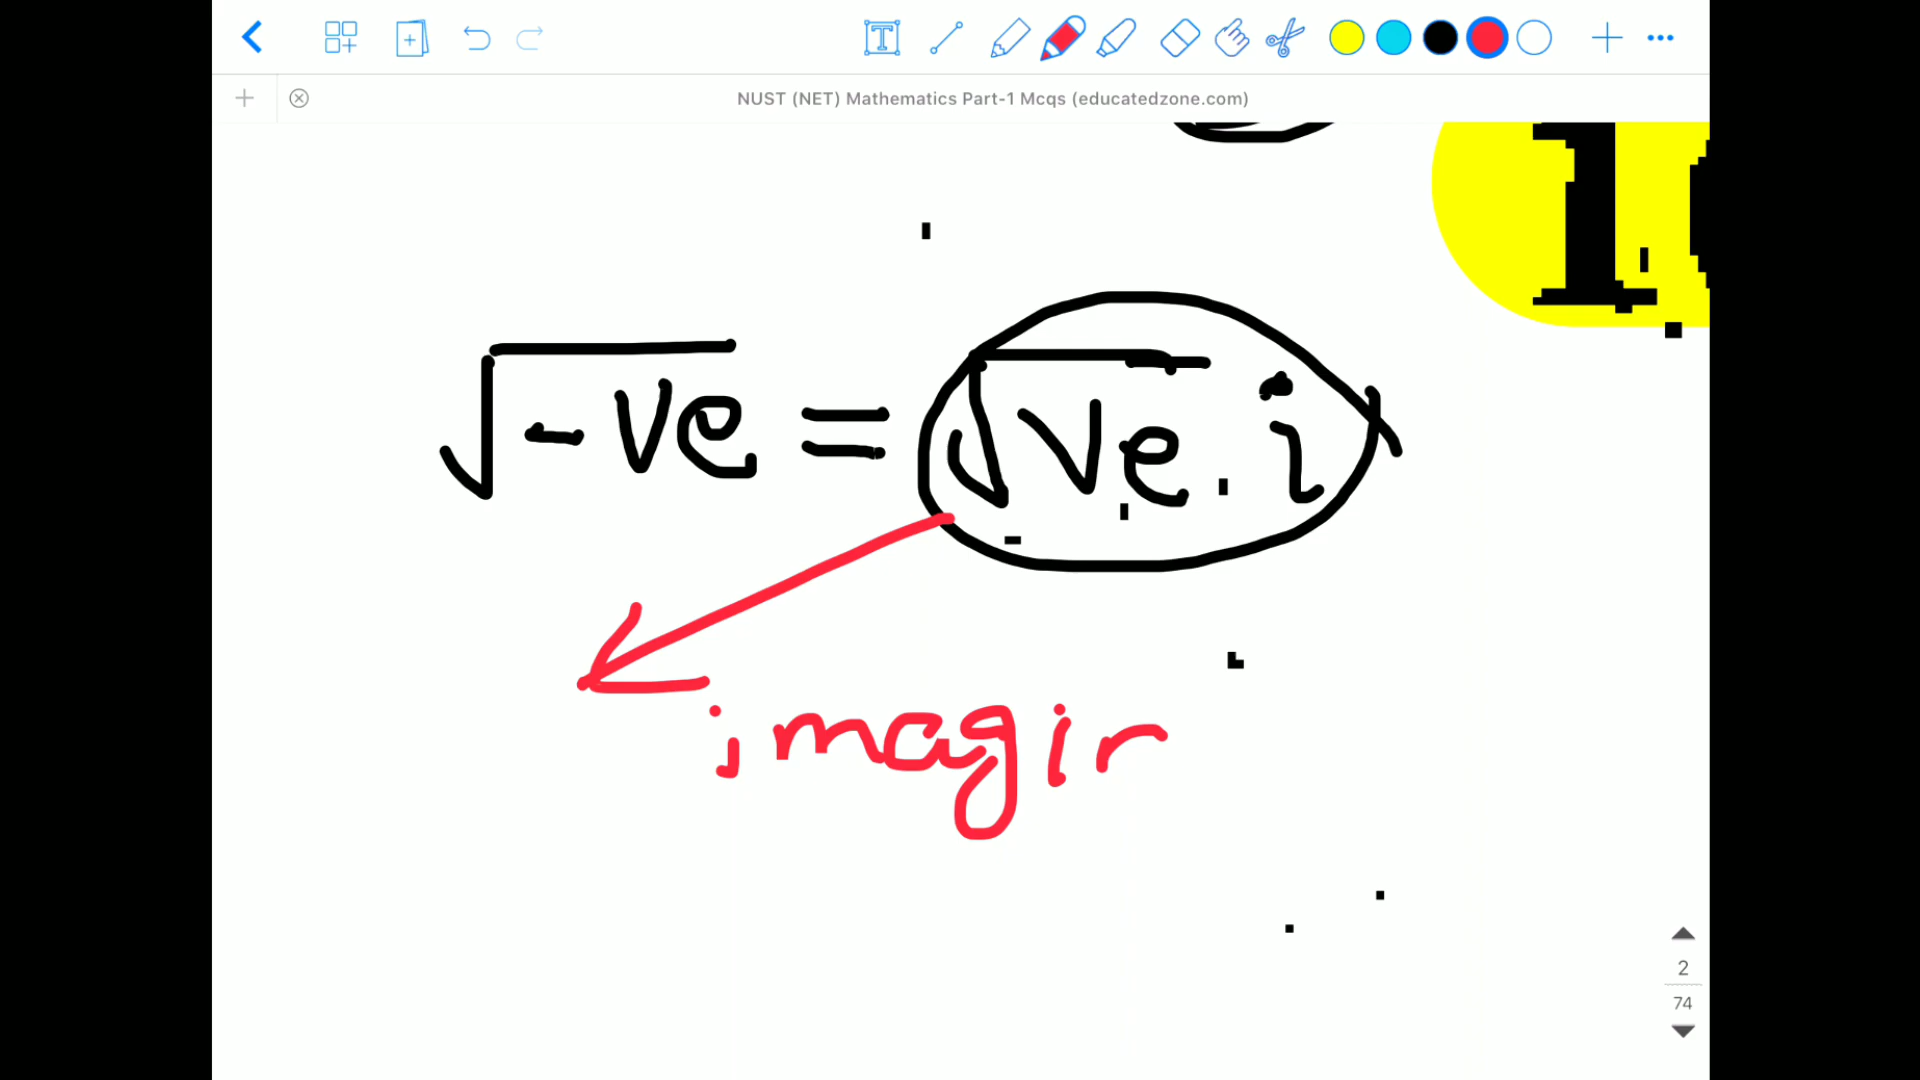 NUST (NET) Mathematics Part-1 Mcqs (educatedzone.com)
√-ve = √ve . i
imagir
2
74